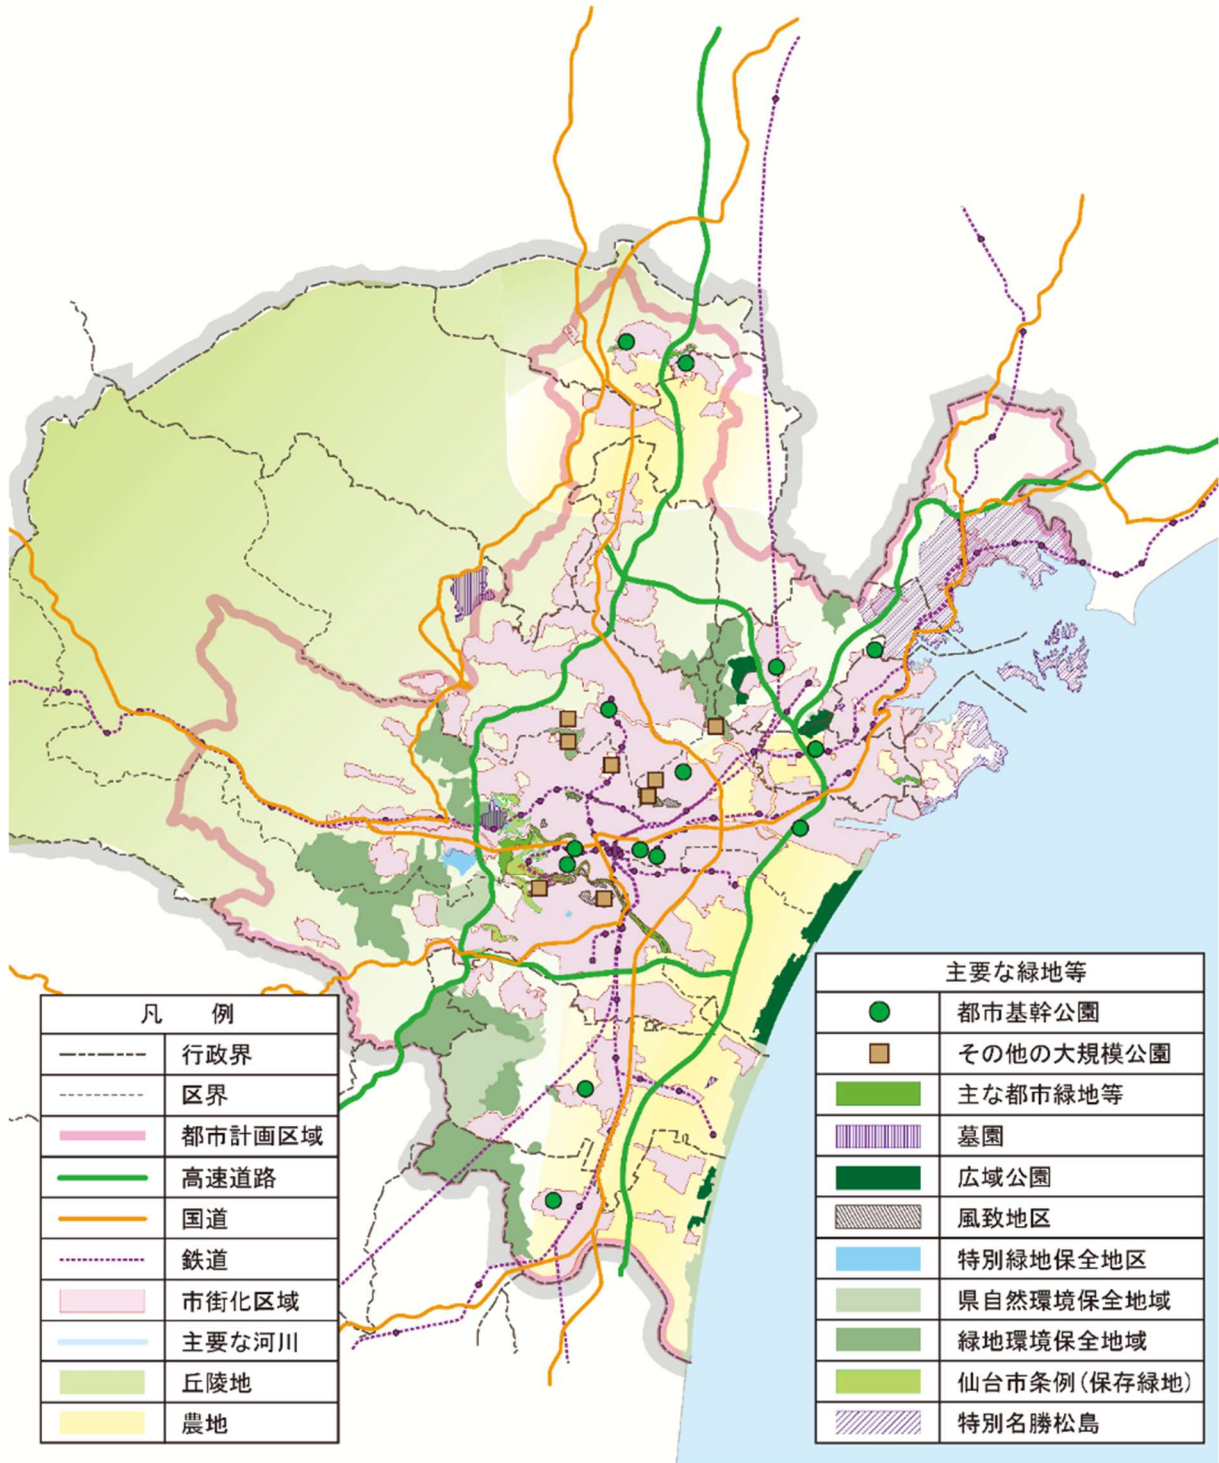 凡　例
行政界
区界
都市計画区域
高速道路
国道
鉄道
市街化区域
主要な河川
丘陵地
農地
主要な緑地等
都市基幹公園
その他の大規模公園
主な都市緑地等
墓園
広域公園
風致地区
特別緑地保全地区
県自然環境保全地域
緑地環境保全地域
仙台市条例(保存緑地)
特別名勝松島